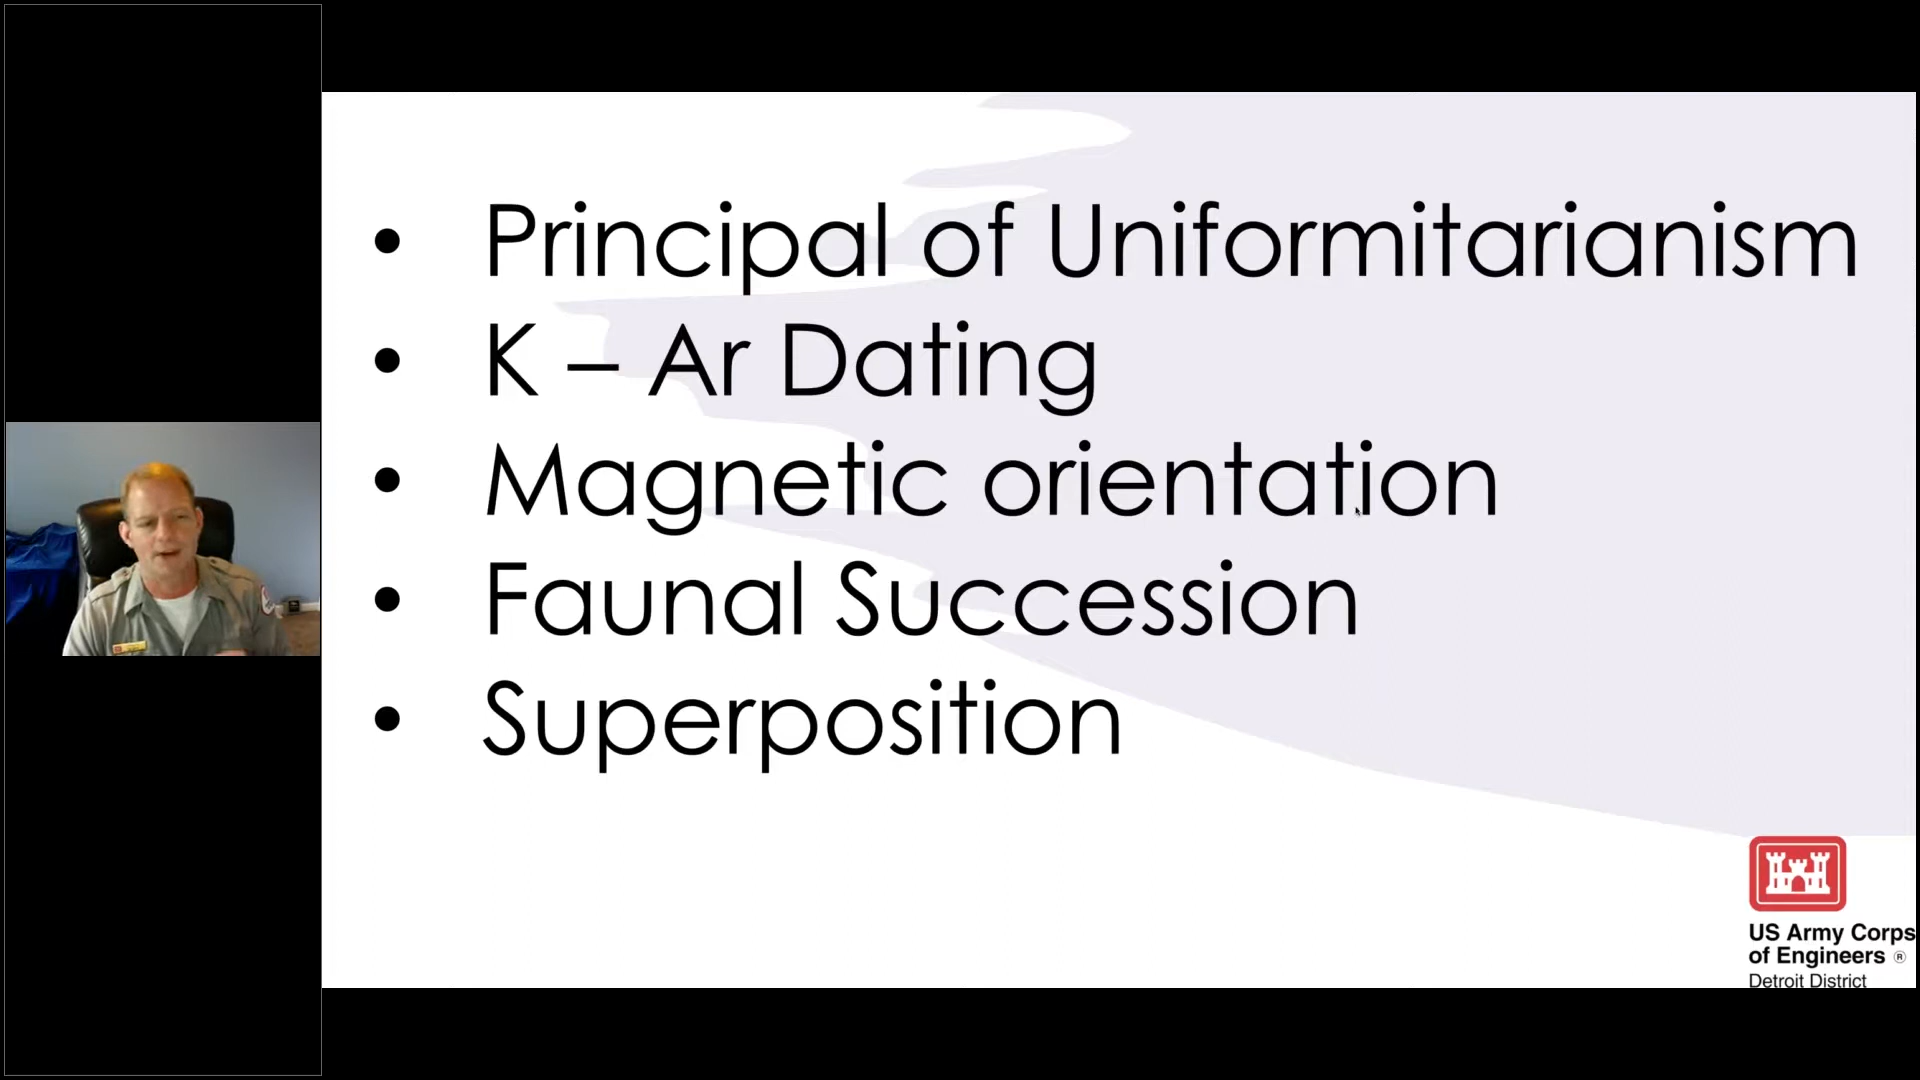 • Principal of Uniformitarianism
• K – Ar Dating
• Magnetic orientation
• Faunal Succession
• Superposition
US Army Corps
of Engineers ®
Detroit District